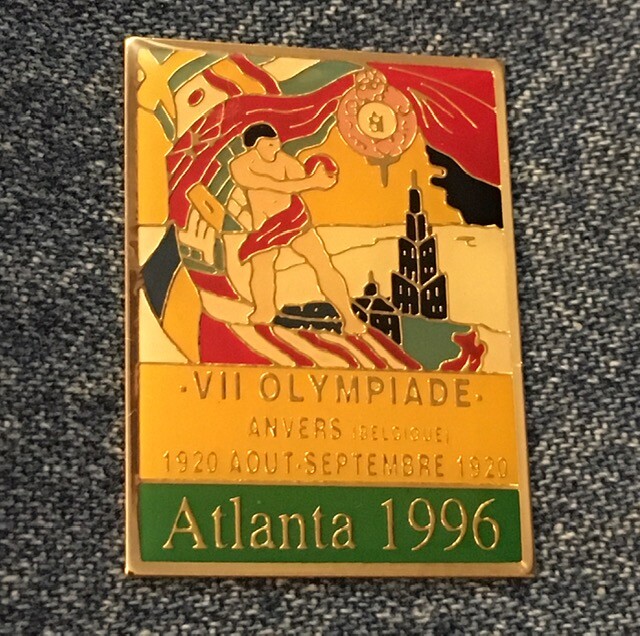 ·VII OLYMPIADE·
ANVERS (BELGIQUE)
1920 AOUT·SEPTEMBRE 1920
Atlanta 1996